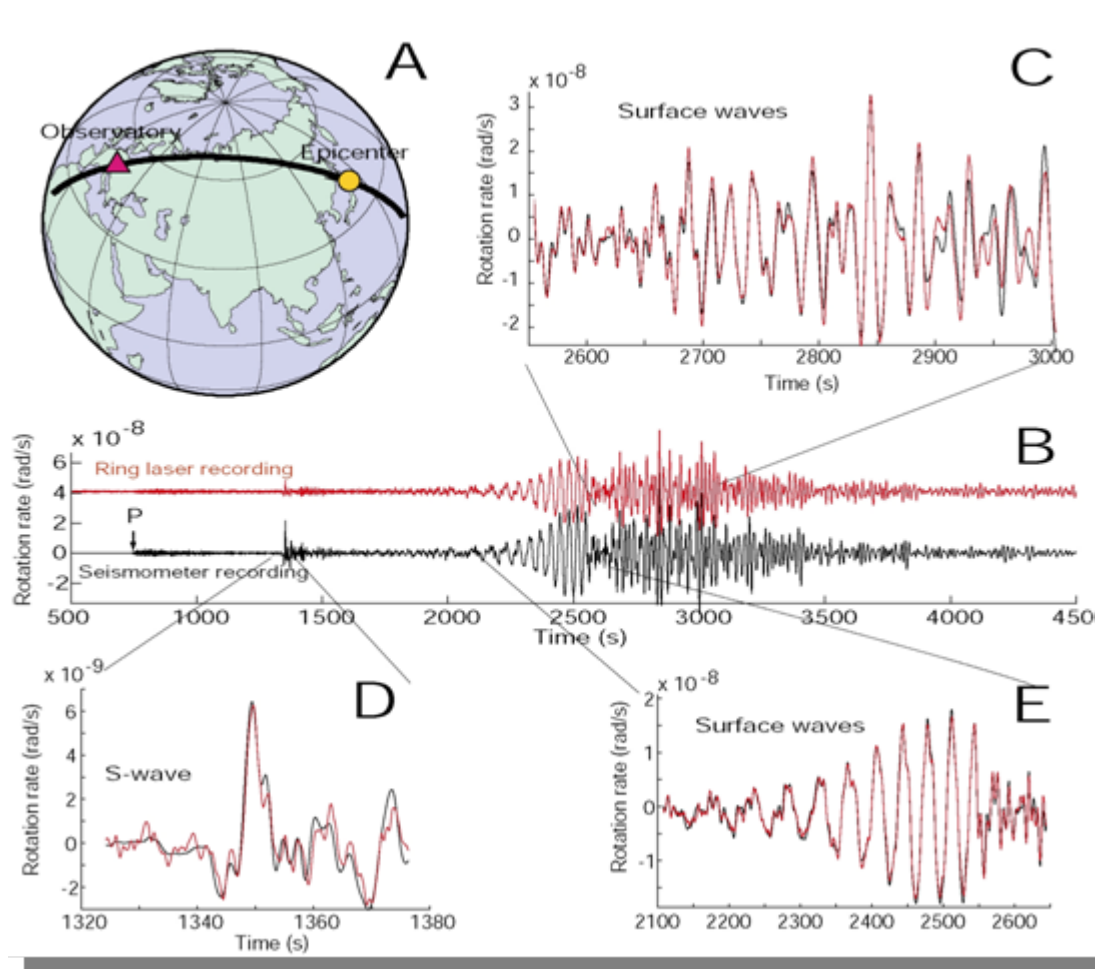 A
Observatory
Epicenter
C
x 10-8
Surface waves
Rotation rate (rad/s)
3
2
1
0
-1
-2
2600 2700 2800 2900 3000
Time (s)
B
x 10-8
Ring laser recording
P
Seismometer recording
Rotation rate (rad/s)
6
4
2
0
-2
500 1000 1500 2000 2500 3000 3500 4000 450
Time (s)
D
x 10-9
S-wave
Rotation rate (rad/s)
6
4
2
0
-2
1320 1340 1360 1380
Time (s)
E
x 10-8
Surface waves
Rotation rate (rad/s)
2
1
0
-1
2100 2200 2300 2400 2500 2600